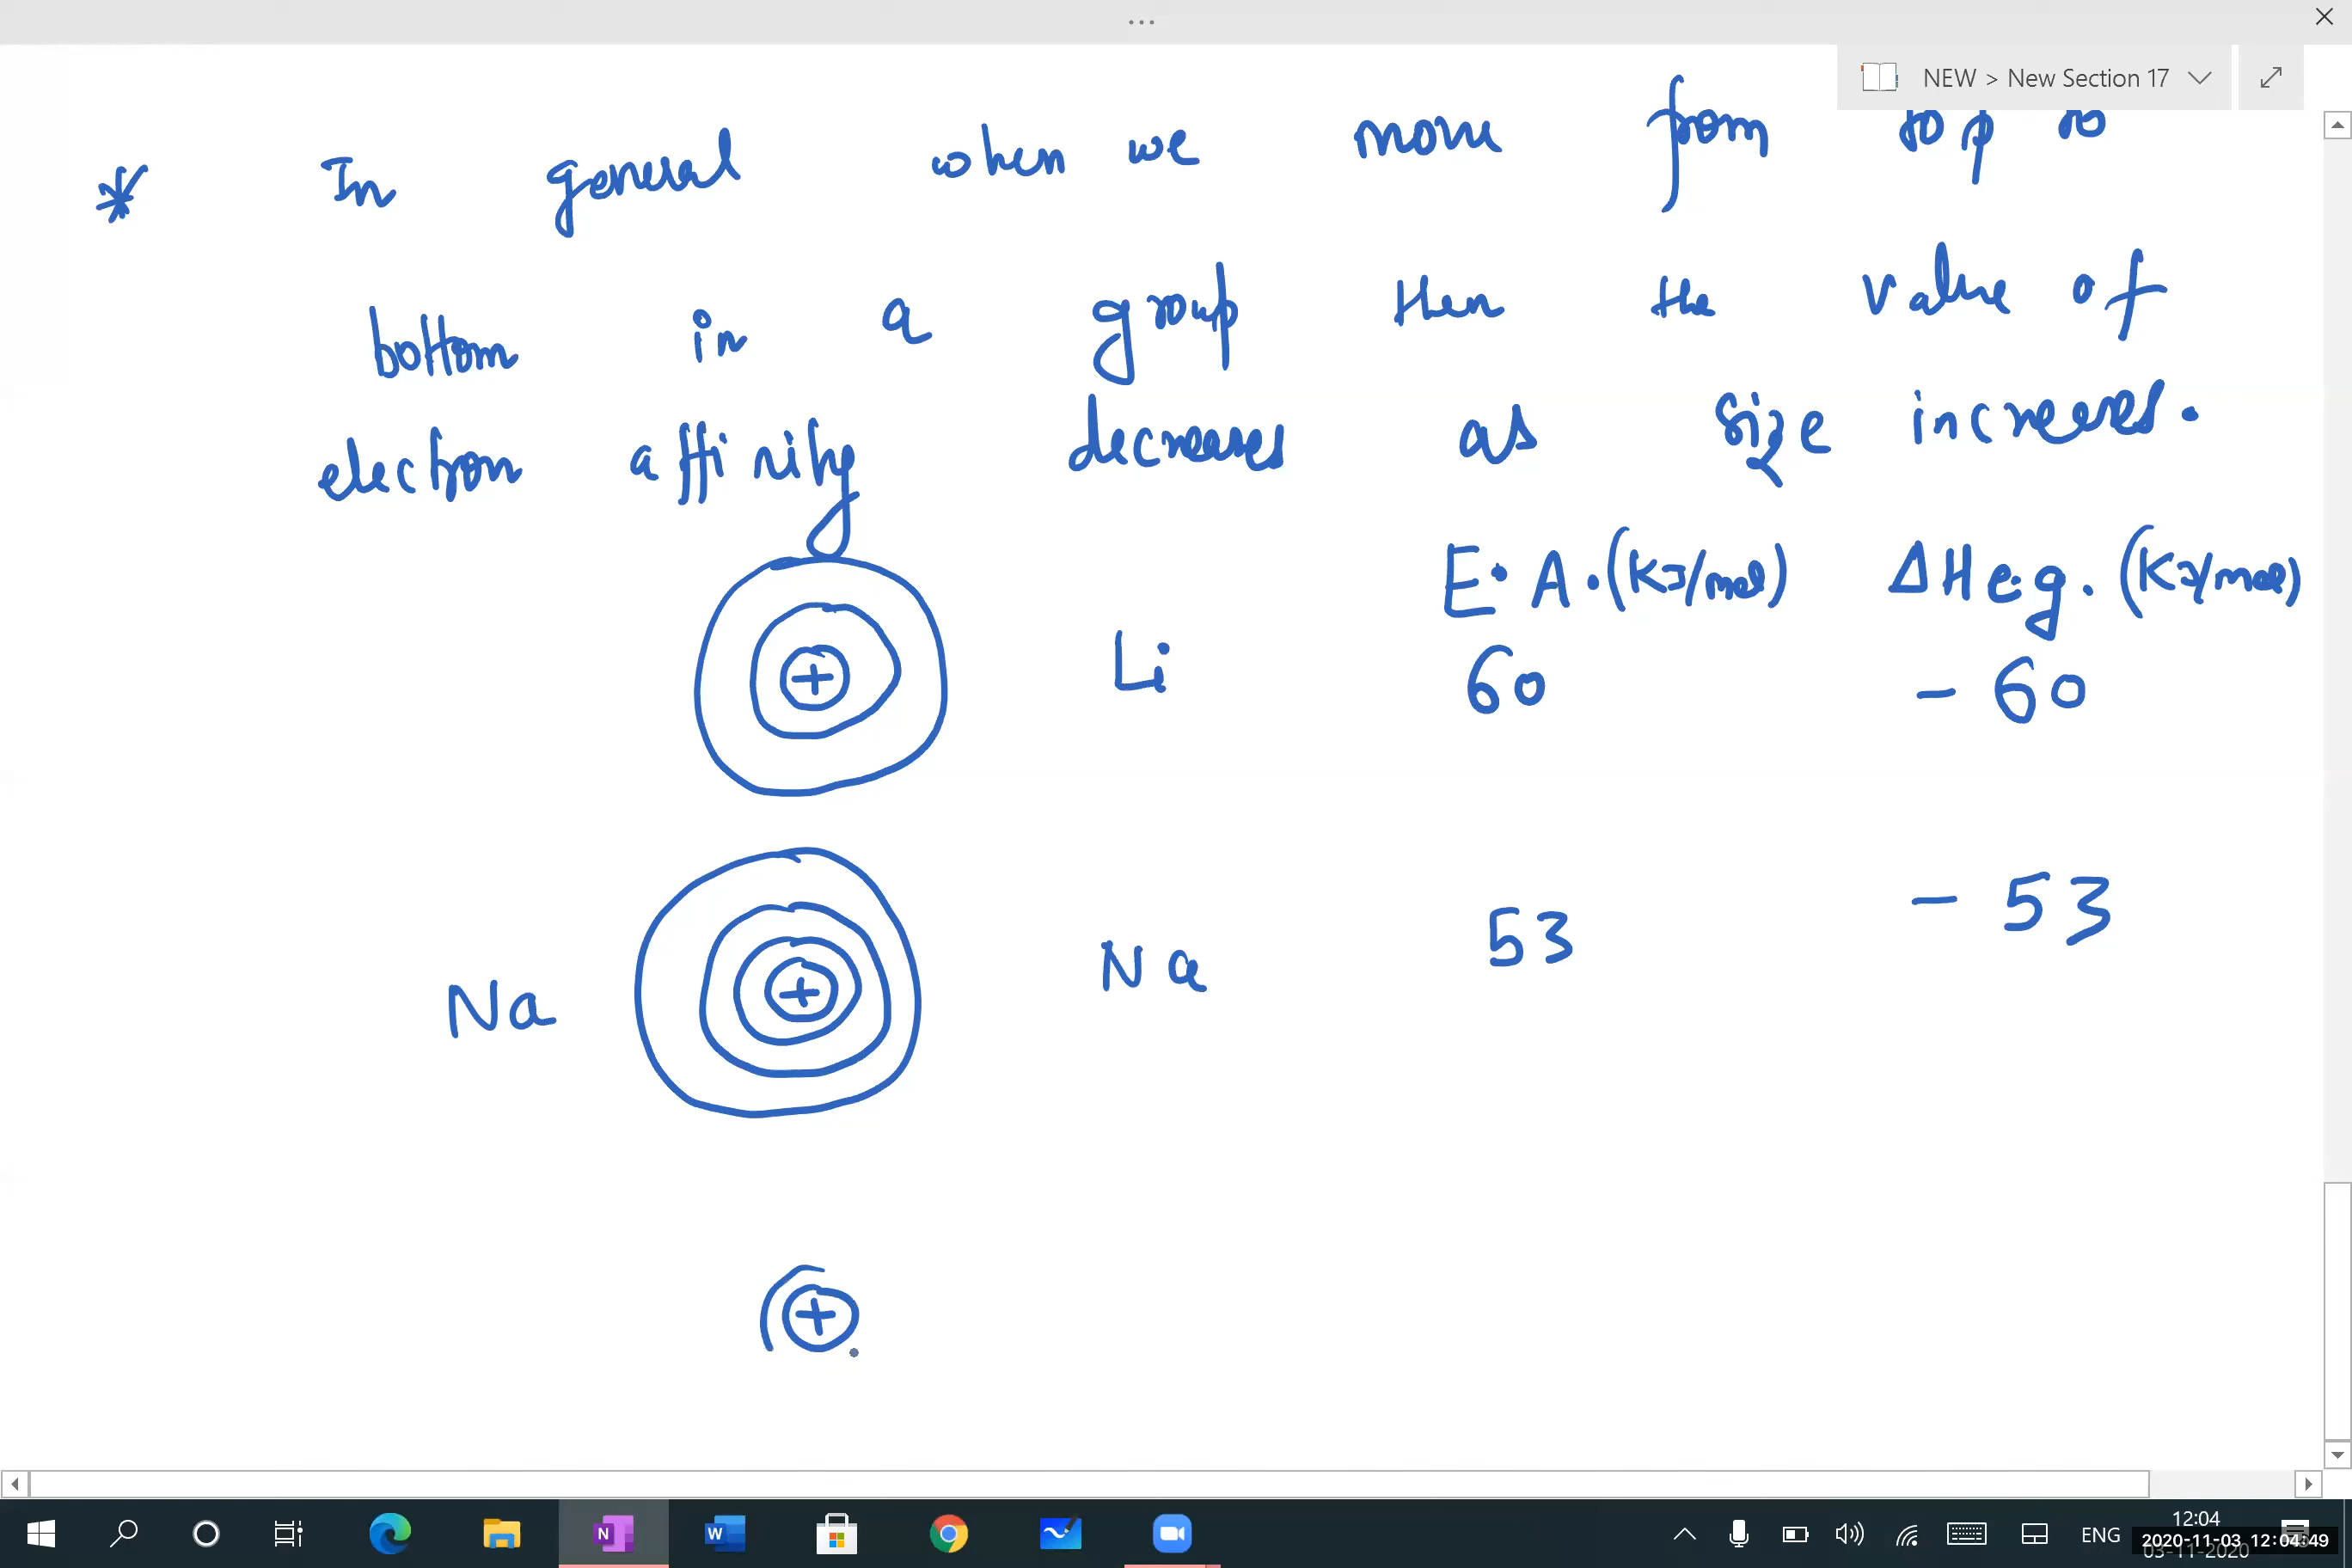 ...
NEW > New Section 17
* In general when we move from top to
bottom in a group then the value of
electron affinity decreases as size increases.
E.A.(KJ/mol) ΔHe.g.(KJ/mol)
+ Li 60 - 60
Na + Na 53 - 53
+
N W ENG 12:04
03-11-2020
2020-11-03 12:04:49